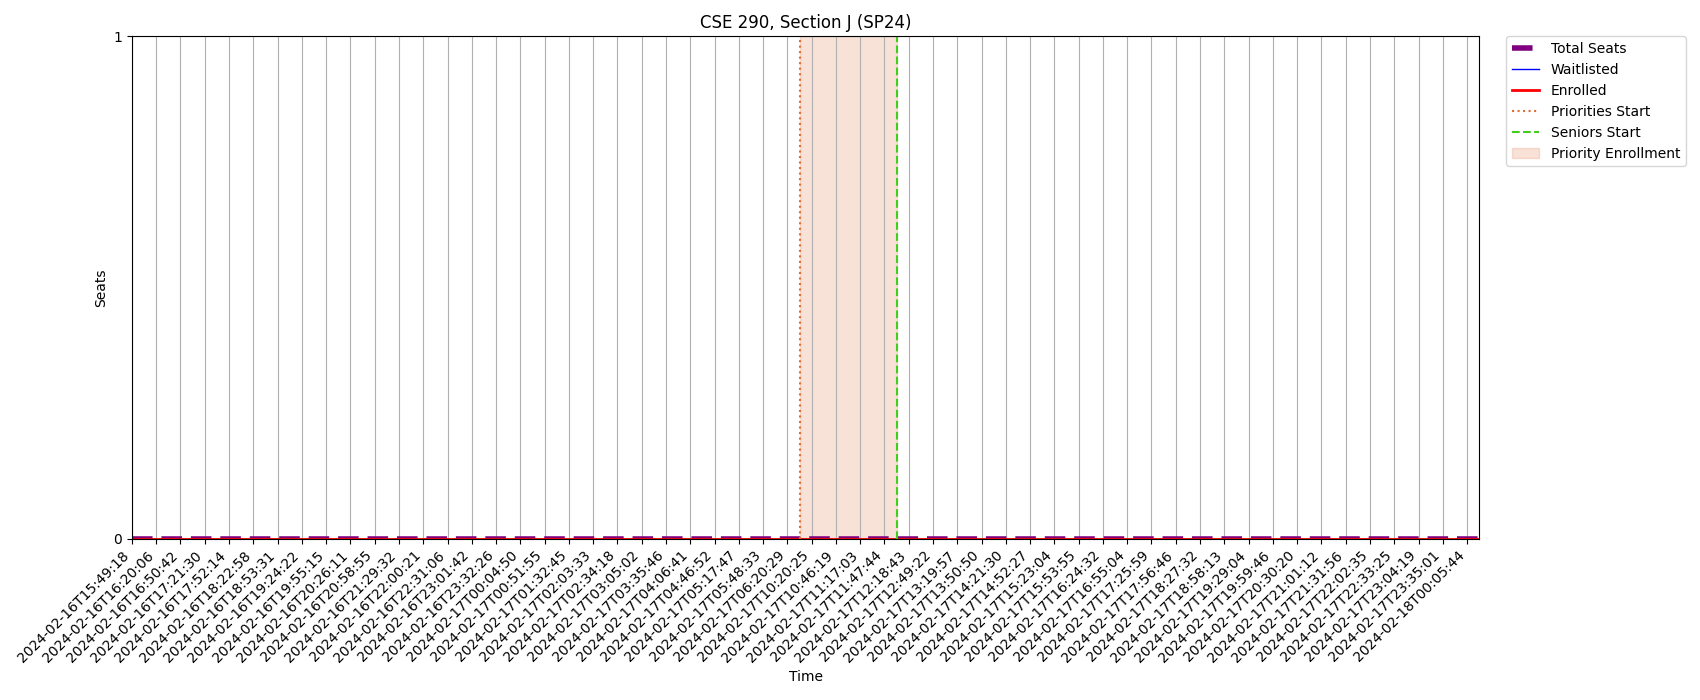 CSE 290, Section J (SP24)
Total Seats
Waitlisted
Enrolled
Priorities Start
Seniors Start
Priority Enrollment
Seats
1
0
2024-02-16T15:49:18
2024-02-16T16:20:06
2024-02-16T16:50:42
2024-02-16T17:21:30
2024-02-16T17:52:14
2024-02-16T18:22:58
2024-02-16T18:53:31
2024-02-16T19:24:22
2024-02-16T19:55:15
2024-02-16T20:26:11
2024-02-16T20:58:55
2024-02-16T21:29:32
2024-02-16T22:00:21
2024-02-16T22:31:06
2024-02-16T23:01:42
2024-02-16T23:32:26
2024-02-17T00:04:50
2024-02-17T00:51:55
2024-02-17T01:32:45
2024-02-17T02:03:33
2024-02-17T02:34:18
2024-02-17T03:05:02
2024-02-17T03:35:46
2024-02-17T04:06:41
2024-02-17T04:46:52
2024-02-17T05:17:47
2024-02-17T05:48:33
2024-02-17T06:20:29
2024-02-17T10:20:25
2024-02-17T10:46:19
2024-02-17T11:17:03
2024-02-17T11:47:44
2024-02-17T12:18:43
2024-02-17T12:49:22
2024-02-17T13:19:57
2024-02-17T13:50:50
2024-02-17T14:21:30
2024-02-17T14:52:27
2024-02-17T15:23:04
2024-02-17T15:53:55
2024-02-17T16:24:32
2024-02-17T16:55:04
2024-02-17T17:25:59
2024-02-17T17:56:46
2024-02-17T18:27:32
2024-02-17T18:58:13
2024-02-17T19:29:04
2024-02-17T19:59:46
2024-02-17T20:30:20
2024-02-17T21:01:12
2024-02-17T21:31:56
2024-02-17T22:02:35
2024-02-17T22:33:25
2024-02-17T23:04:19
2024-02-17T23:35:01
2024-02-18T00:05:44
Time